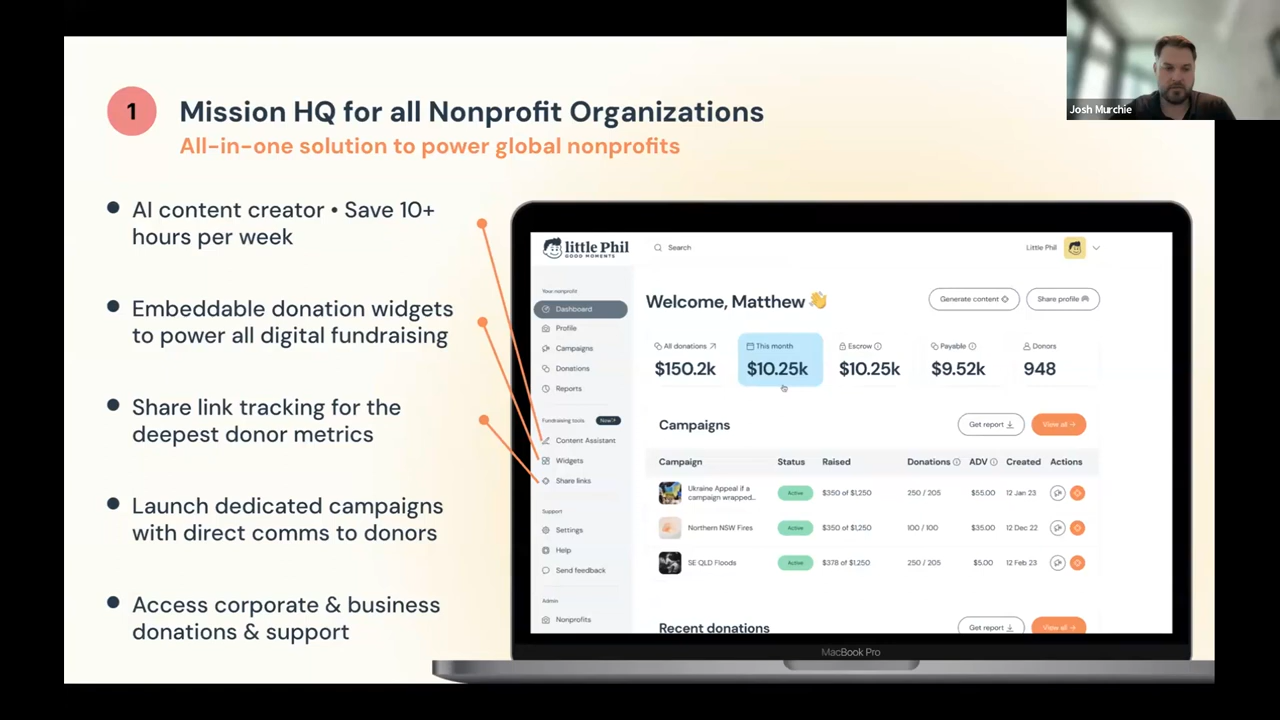 Josh Murchie
1
Mission HQ for all Nonprofit Organizations
All-in-one solution to power global nonprofits
AI content creator • Save 10+
hours per week
Embeddable donation widgets
to power all digital fundraising
Share link tracking for the
deepest donor metrics
Launch dedicated campaigns
with direct comms to donors
Access corporate & business
donations & support
little Phil
GOOD MOMENTS
Search
Little Phil
Your nonprofit
Dashboard
Profile
Campaigns
Donations
Reports
Fundraising tools
New
Content Assistant
Widgets
Share links
Support
Settings
Help
Send feedback
Admin
Nonprofits
Welcome, Matthew 👋
Generate content
Share profile
All donations
$150.2k
This month
$10.25k
Escrow
$10.25k
Payable
$9.52k
Donors
948
Campaigns
Get report
View all →
Campaign Status Raised Donations ADV Created Actions
Ukraine Appeal if a
campaign wrapped...
Active $350 of $1,250 250 / 205 $55.00 12 Jan 23
Northern NSW Fires Active $350 of $1,250 100 / 100 $35.00 12 Dec 22
SE QLD Floods Active $378 of $1,250 250 / 205 $5.00 12 Feb 23
Recent donations
Get report
View all →
MacBook Pro